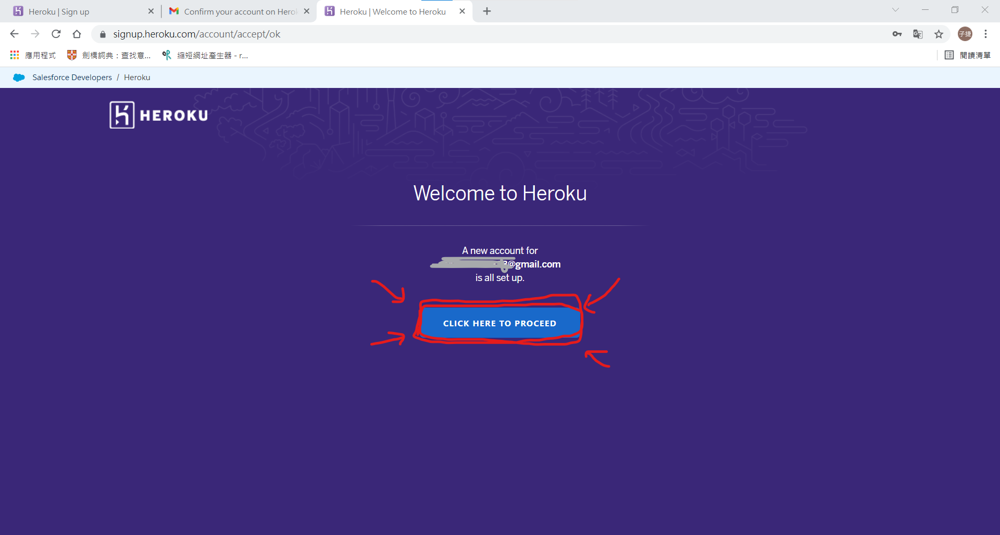 Heroku | Sign up
Confirm your account on Herok
Heroku | Welcome to Heroku
signup.heroku.com/account/accept/ok
子捷
應用程式
劍橋詞典：查找意...
縮短網址產生器 - r...
閱讀清單
Salesforce Developers / Heroku
HEROKU
Welcome to Heroku
A new account for
@gmail.com
is all set up.
CLICK HERE TO PROCEED